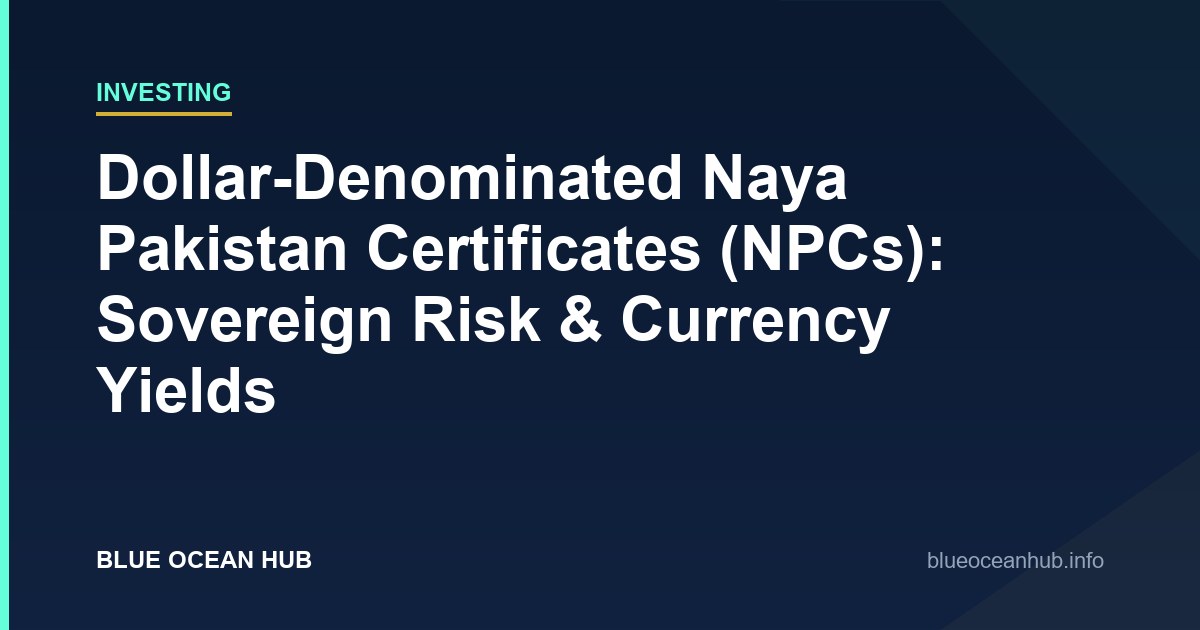 INVESTING
Dollar-Denominated Naya
Pakistan Certificates (NPCs):
Sovereign Risk & Currency
Yields
BLUE OCEAN HUB
blueoceanhub.info